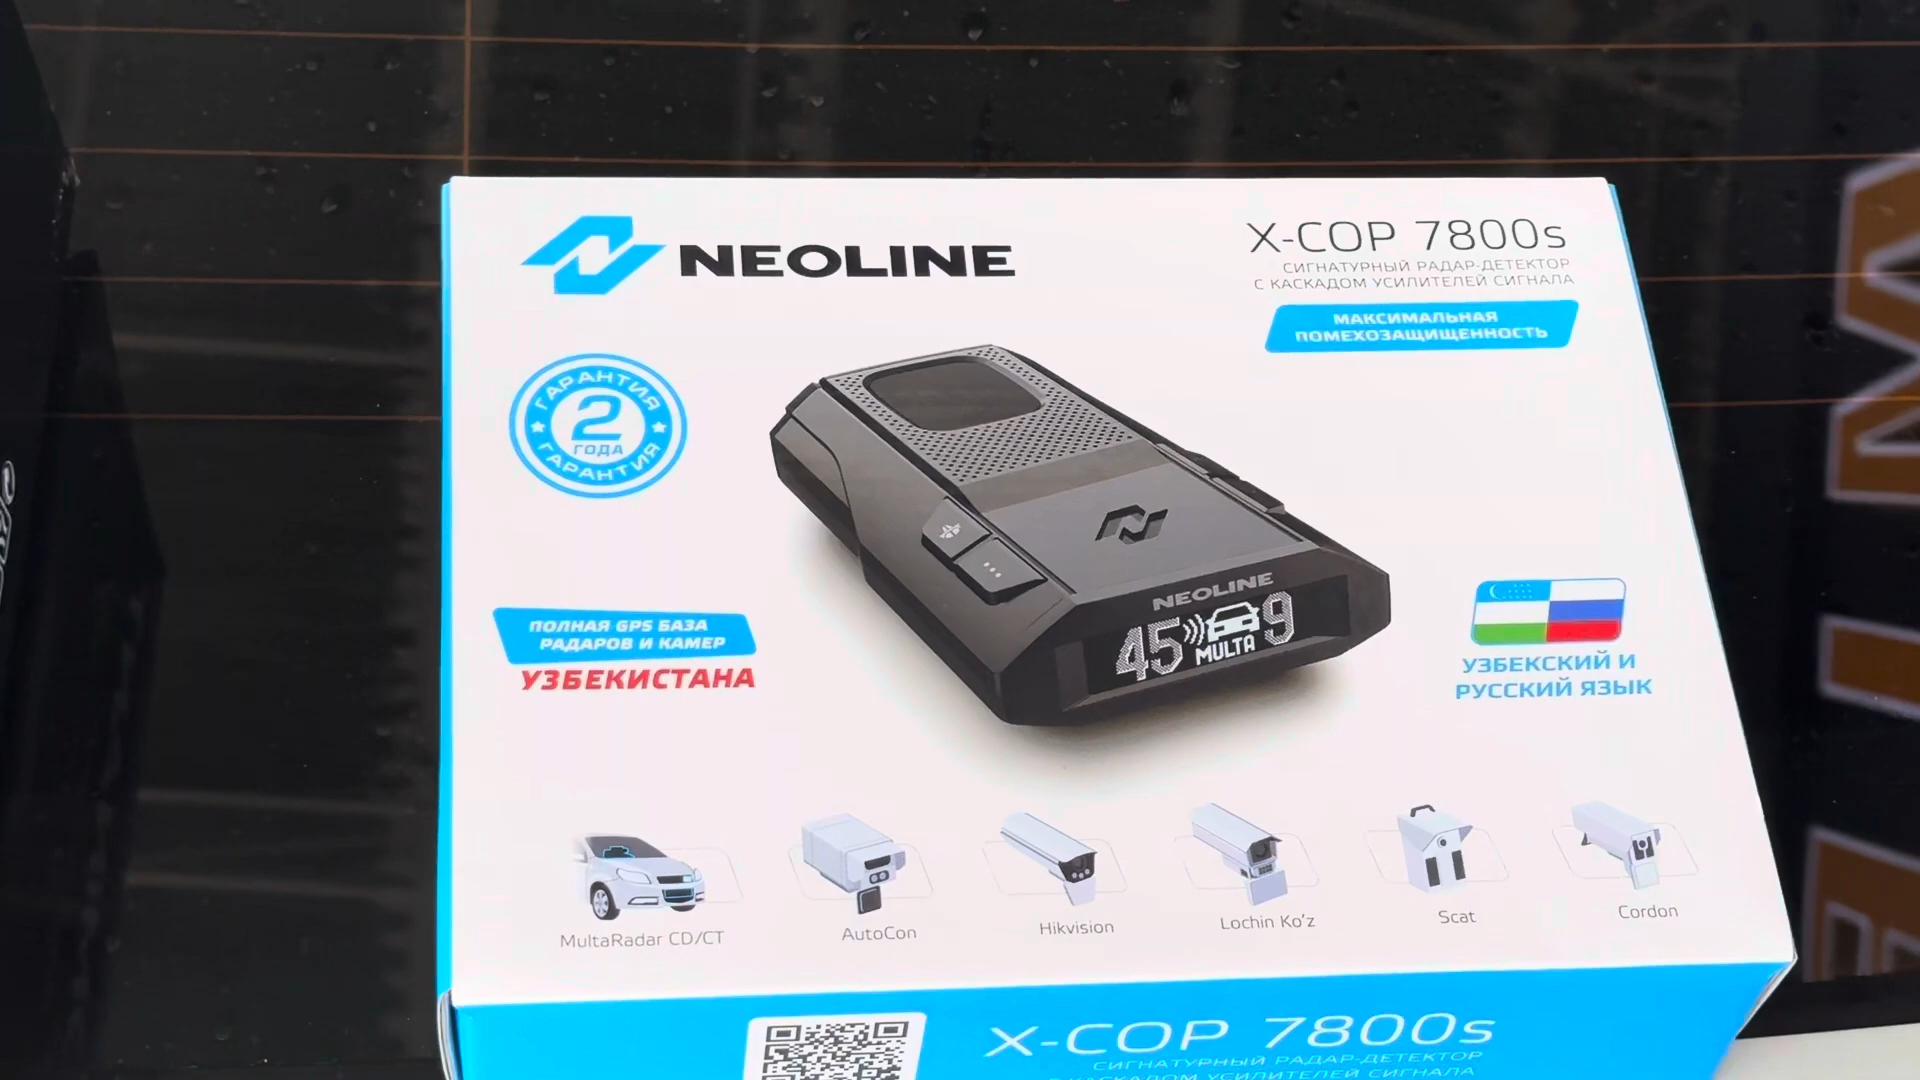 NEOLINE
X-COP 7800s
СИГНАТУРНЫЙ РАДАР-ДЕТЕКТОР
С КАСКАДОМ УСИЛИТЕЛЕЙ СИГНАЛА
МАКСИМАЛЬНАЯ
ПОМЕХОЗАЩИЩЕННОСТЬ
ГАРАНТИЯ
2
ГОДА
ГАРАНТИЯ
NEOLINE
45 MULTA 9
ПОЛНАЯ GPS БАЗА
РАДАРОВ И КАМЕР
УЗБЕКИСТАНА
УЗБЕКСКИЙ И
РУССКИЙ ЯЗЫК
MultaRadar CD/CT
AutoCon
Hikvision
Lochin Ko'z
Scat
Cordon
X-COP 7800s
СИГНАТУРНЫЙ РАДАР-ДЕТЕКТОР
С КАСКАДОМ УСИЛИТЕЛЕЙ СИГНАЛА